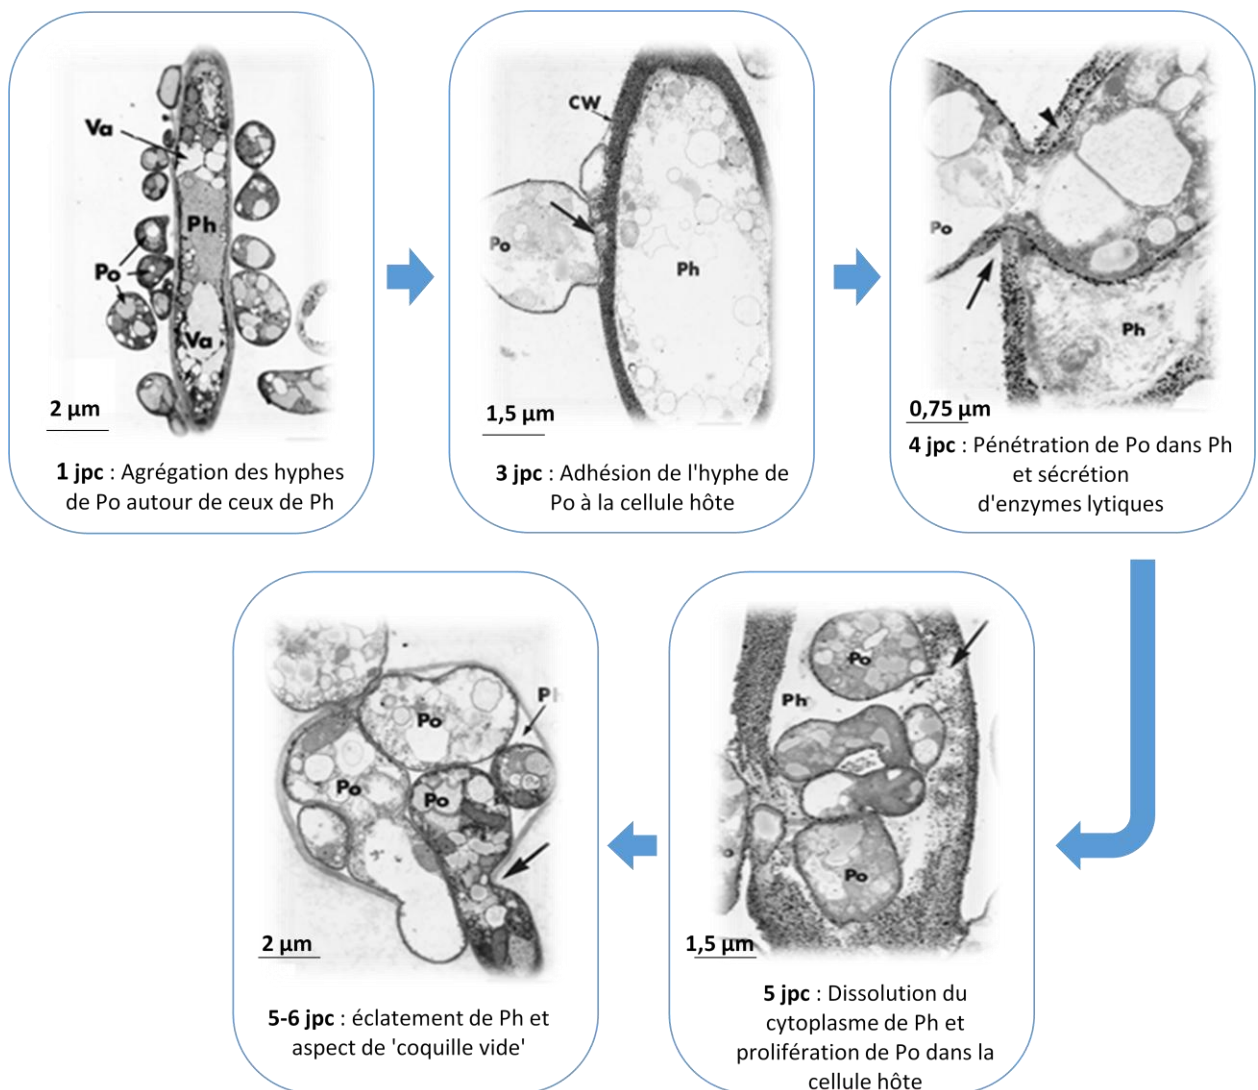 Va
Ph
Po
Va
2 µm
1 jpc : Agrégation des hyphes
de Po autour de ceux de Ph
CW
Po
Ph
1,5 µm
3 jpc : Adhésion de l'hyphe de
Po à la cellule hôte
Po
Ph
0,75 µm
4 jpc : Pénétration de Po dans Ph
et sécrétion
d'enzymes lytiques
Ph
Po
Po
Po
2 µm
5-6 jpc : éclatement de Ph et
aspect de 'coquille vide'
Po
Ph
Po
1,5 µm
5 jpc : Dissolution du
cytoplasme de Ph et
prolifération de Po dans la
cellule hôte